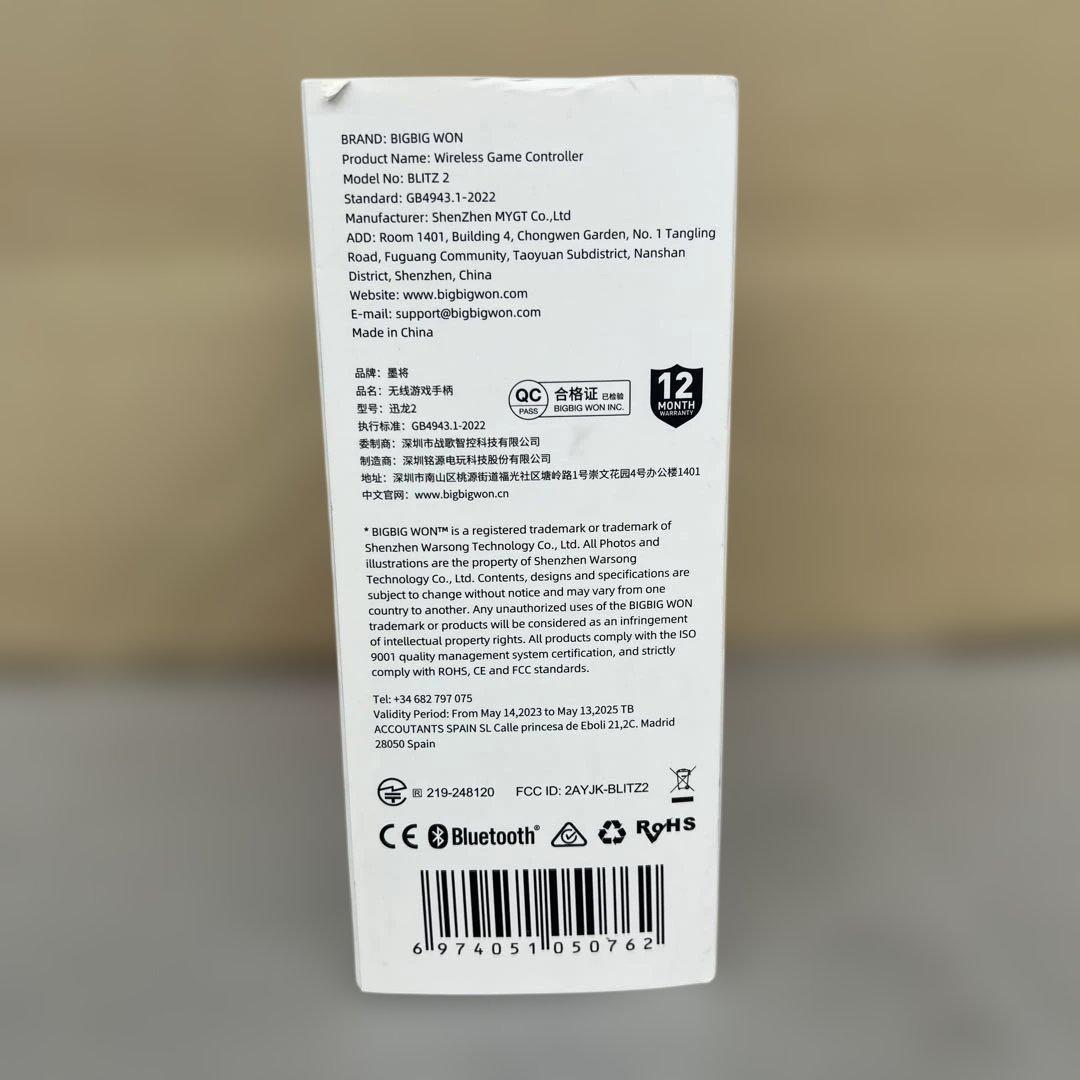 BRAND: BIGBIG WON
Product Name: Wireless Game Controller
Model No: BLITZ 2
Standard: GB4943.1-2022
Manufacturer: ShenZhen MYGT Co.,Ltd
ADD: Room 1401, Building 4, Chongwen Garden, No. 1 Tangling
Road, Fuguang Community, Taoyuan Subdistrict, Nanshan
District, Shenzhen, China
Website: www.bigbigwon.com
E-mail: support@bigbigwon.com
Made in China
品牌：墨将
品名：无线游戏手柄
型号：迅龙2
执行标准：GB4943.1-2022
委制商：深圳市战歌智控科技有限公司
制造商：深圳铭源电玩科技股份有限公司
地址：深圳市南山区桃源街道福光社区塘岭路1号崇文花园4号办公楼1401
中文官网：www.bigbigwon.cn
QC
PASS
合格证 已检验
BIGBIG WON INC.
12
MONTH
WARRANTY
* BIGBIG WON™ is a registered trademark or trademark of
Shenzhen Warsong Technology Co., Ltd. All Photos and
illustrations are the property of Shenzhen Warsong
Technology Co., Ltd. Contents, designs and specifications are
subject to change without notice and may vary from one
country to another. Any unauthorized uses of the BIGBIG WON
trademark or products will be considered as an infringement
of intellectual property rights. All products comply with the ISO
9001 quality management system certification, and strictly
comply with ROHS, CE and FCC standards.
Tel: +34 682 797 075
Validity Period: From May 14,2023 to May 13,2025 TB
ACCOUTANTS SPAIN SL Calle princesa de Eboli 21,2C. Madrid
28050 Spain
R 219-248120 FCC ID: 2AYJK-BLITZ2
CE Bluetooth® RoHS
6 974051 050762